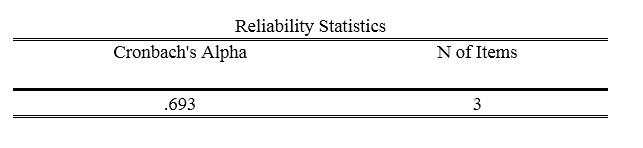 Reliability Statistics
Cronbach's Alpha N of Items
.693 3